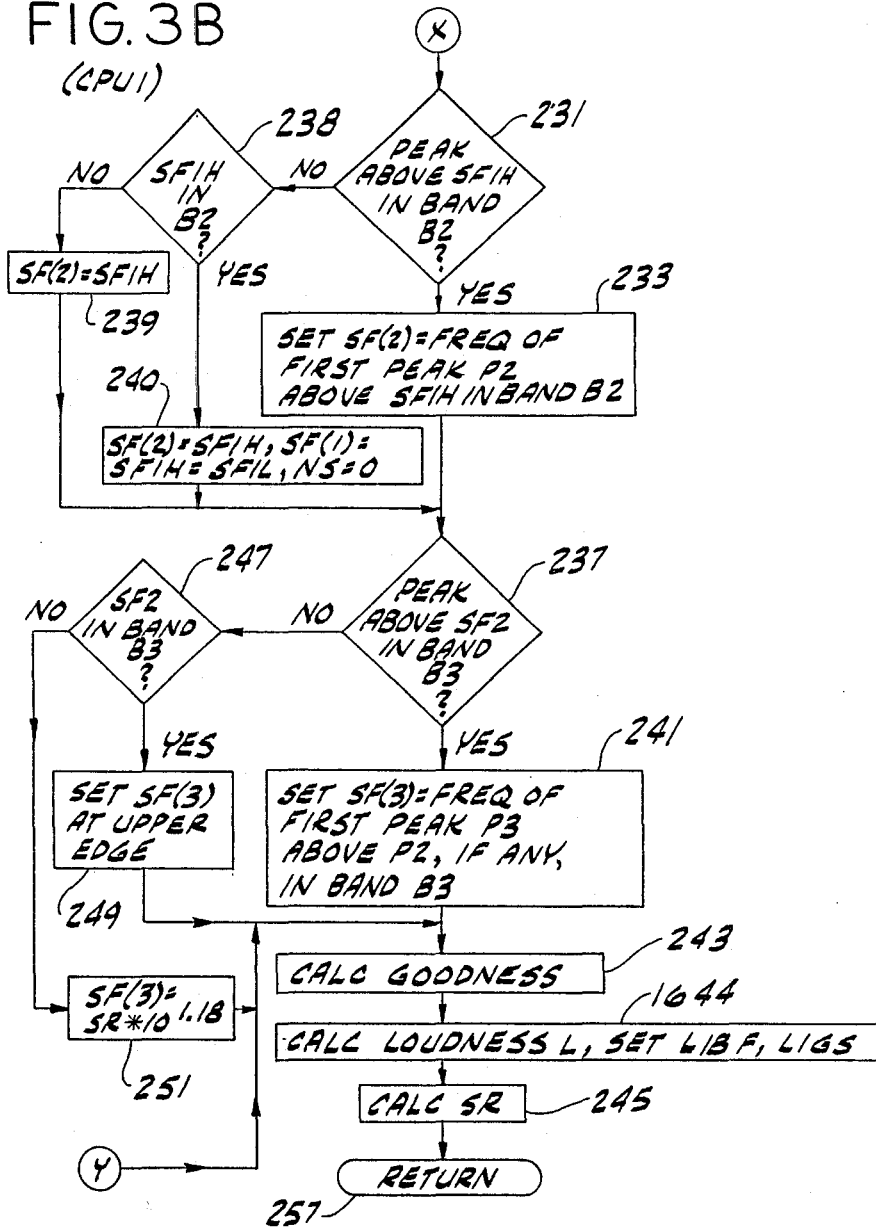 FIG. 3B
(CPU1)
X
238
231
PEAK
ABOVE SF1H
IN BAND
B2
?
NO
SF1H
IN
B2
?
NO
YES
YES
SF(2)=SF1H
239
233
SET SF(2)=FREQ OF
FIRST PEAK P2
ABOVE SF1H IN BAND B2
240
SF(2)=SF1H, SF(1)=
SF1H=SF1L, NS=0
247
237
PEAK
ABOVE SF2
IN BAND
B3
?
NO
SF2
IN BAND
B3
?
NO
YES
YES
241
SET SF(3)
AT UPPER
EDGE
249
SET SF(3)=FREQ OF
FIRST PEAK P3
ABOVE P2, IF ANY,
IN BAND B3
243
CALC GOODNESS
SF(3)=
SR*10 1.18
251
1644
CALC LOUDNESS L, SET L1BF, L1GS
CALC SR
245
Y
RETURN
257